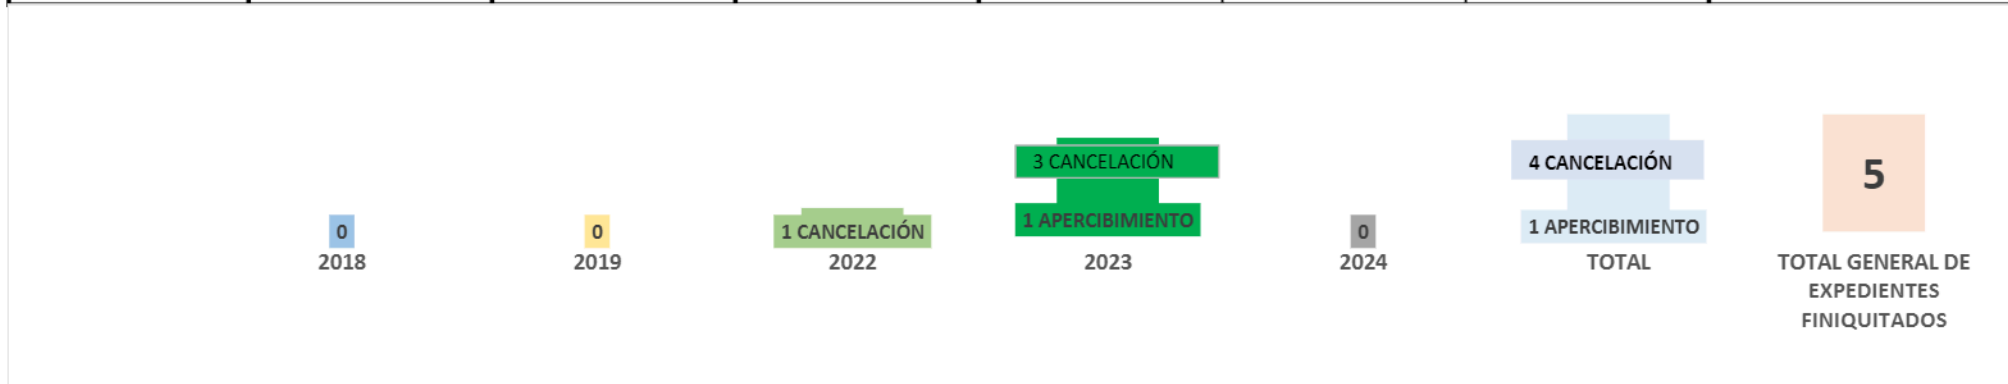 3 CANCELACIÓN
4 CANCELACIÓN
5
1 APERCIBIMIENTO
1 APERCIBIMIENTO
0
0
1 CANCELACIÓN
0
2018
2019
2022
2023
2024
TOTAL
TOTAL GENERAL DE
EXPEDIENTES
FINIQUITADOS